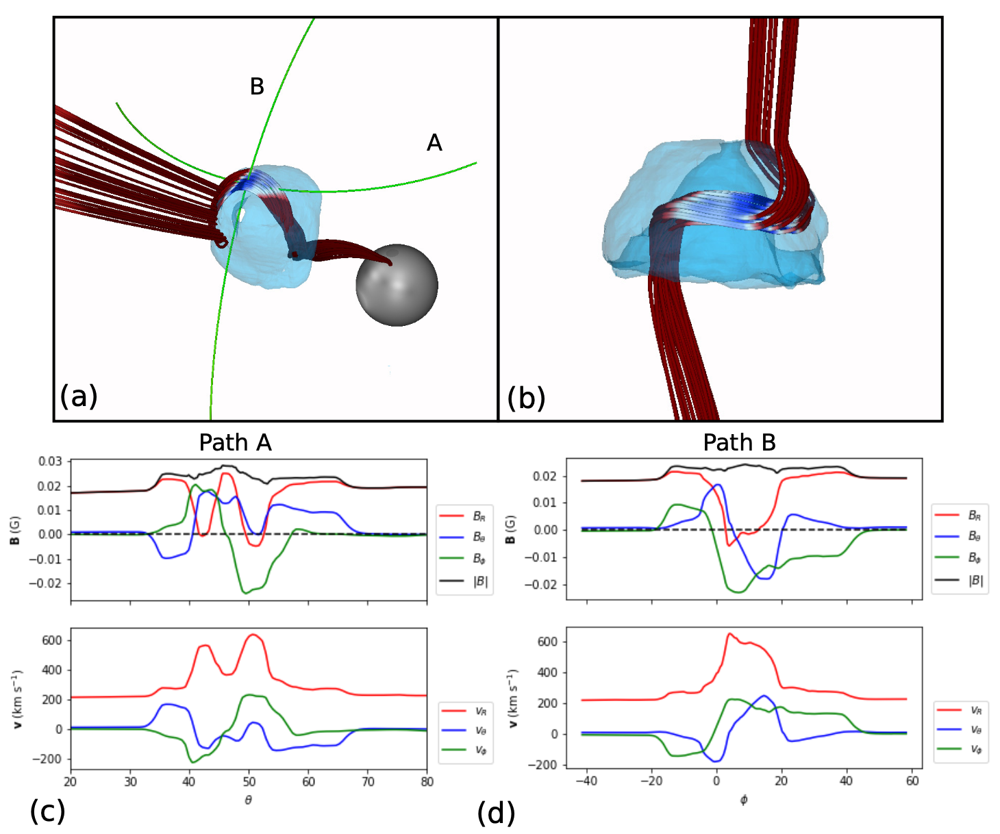 B
A
(a)
(b)
Path A
Path B
0.03
0.02
0.01
0.00
−0.01
−0.02
B (G)
B_R
B_θ
B_ϕ
|B|
0.02
0.01
0.00
−0.01
−0.02
B (G)
B_R
B_θ
B_ϕ
|B|
600
400
200
0
−200
v (km s⁻¹)
v_R
v_θ
v_ϕ
20 30 40 50 60 70 80
θ
600
400
200
0
−200
v (km s⁻¹)
v_R
v_θ
v_ϕ
−40 −20 0 20 40 60
ϕ
(c)
(d)